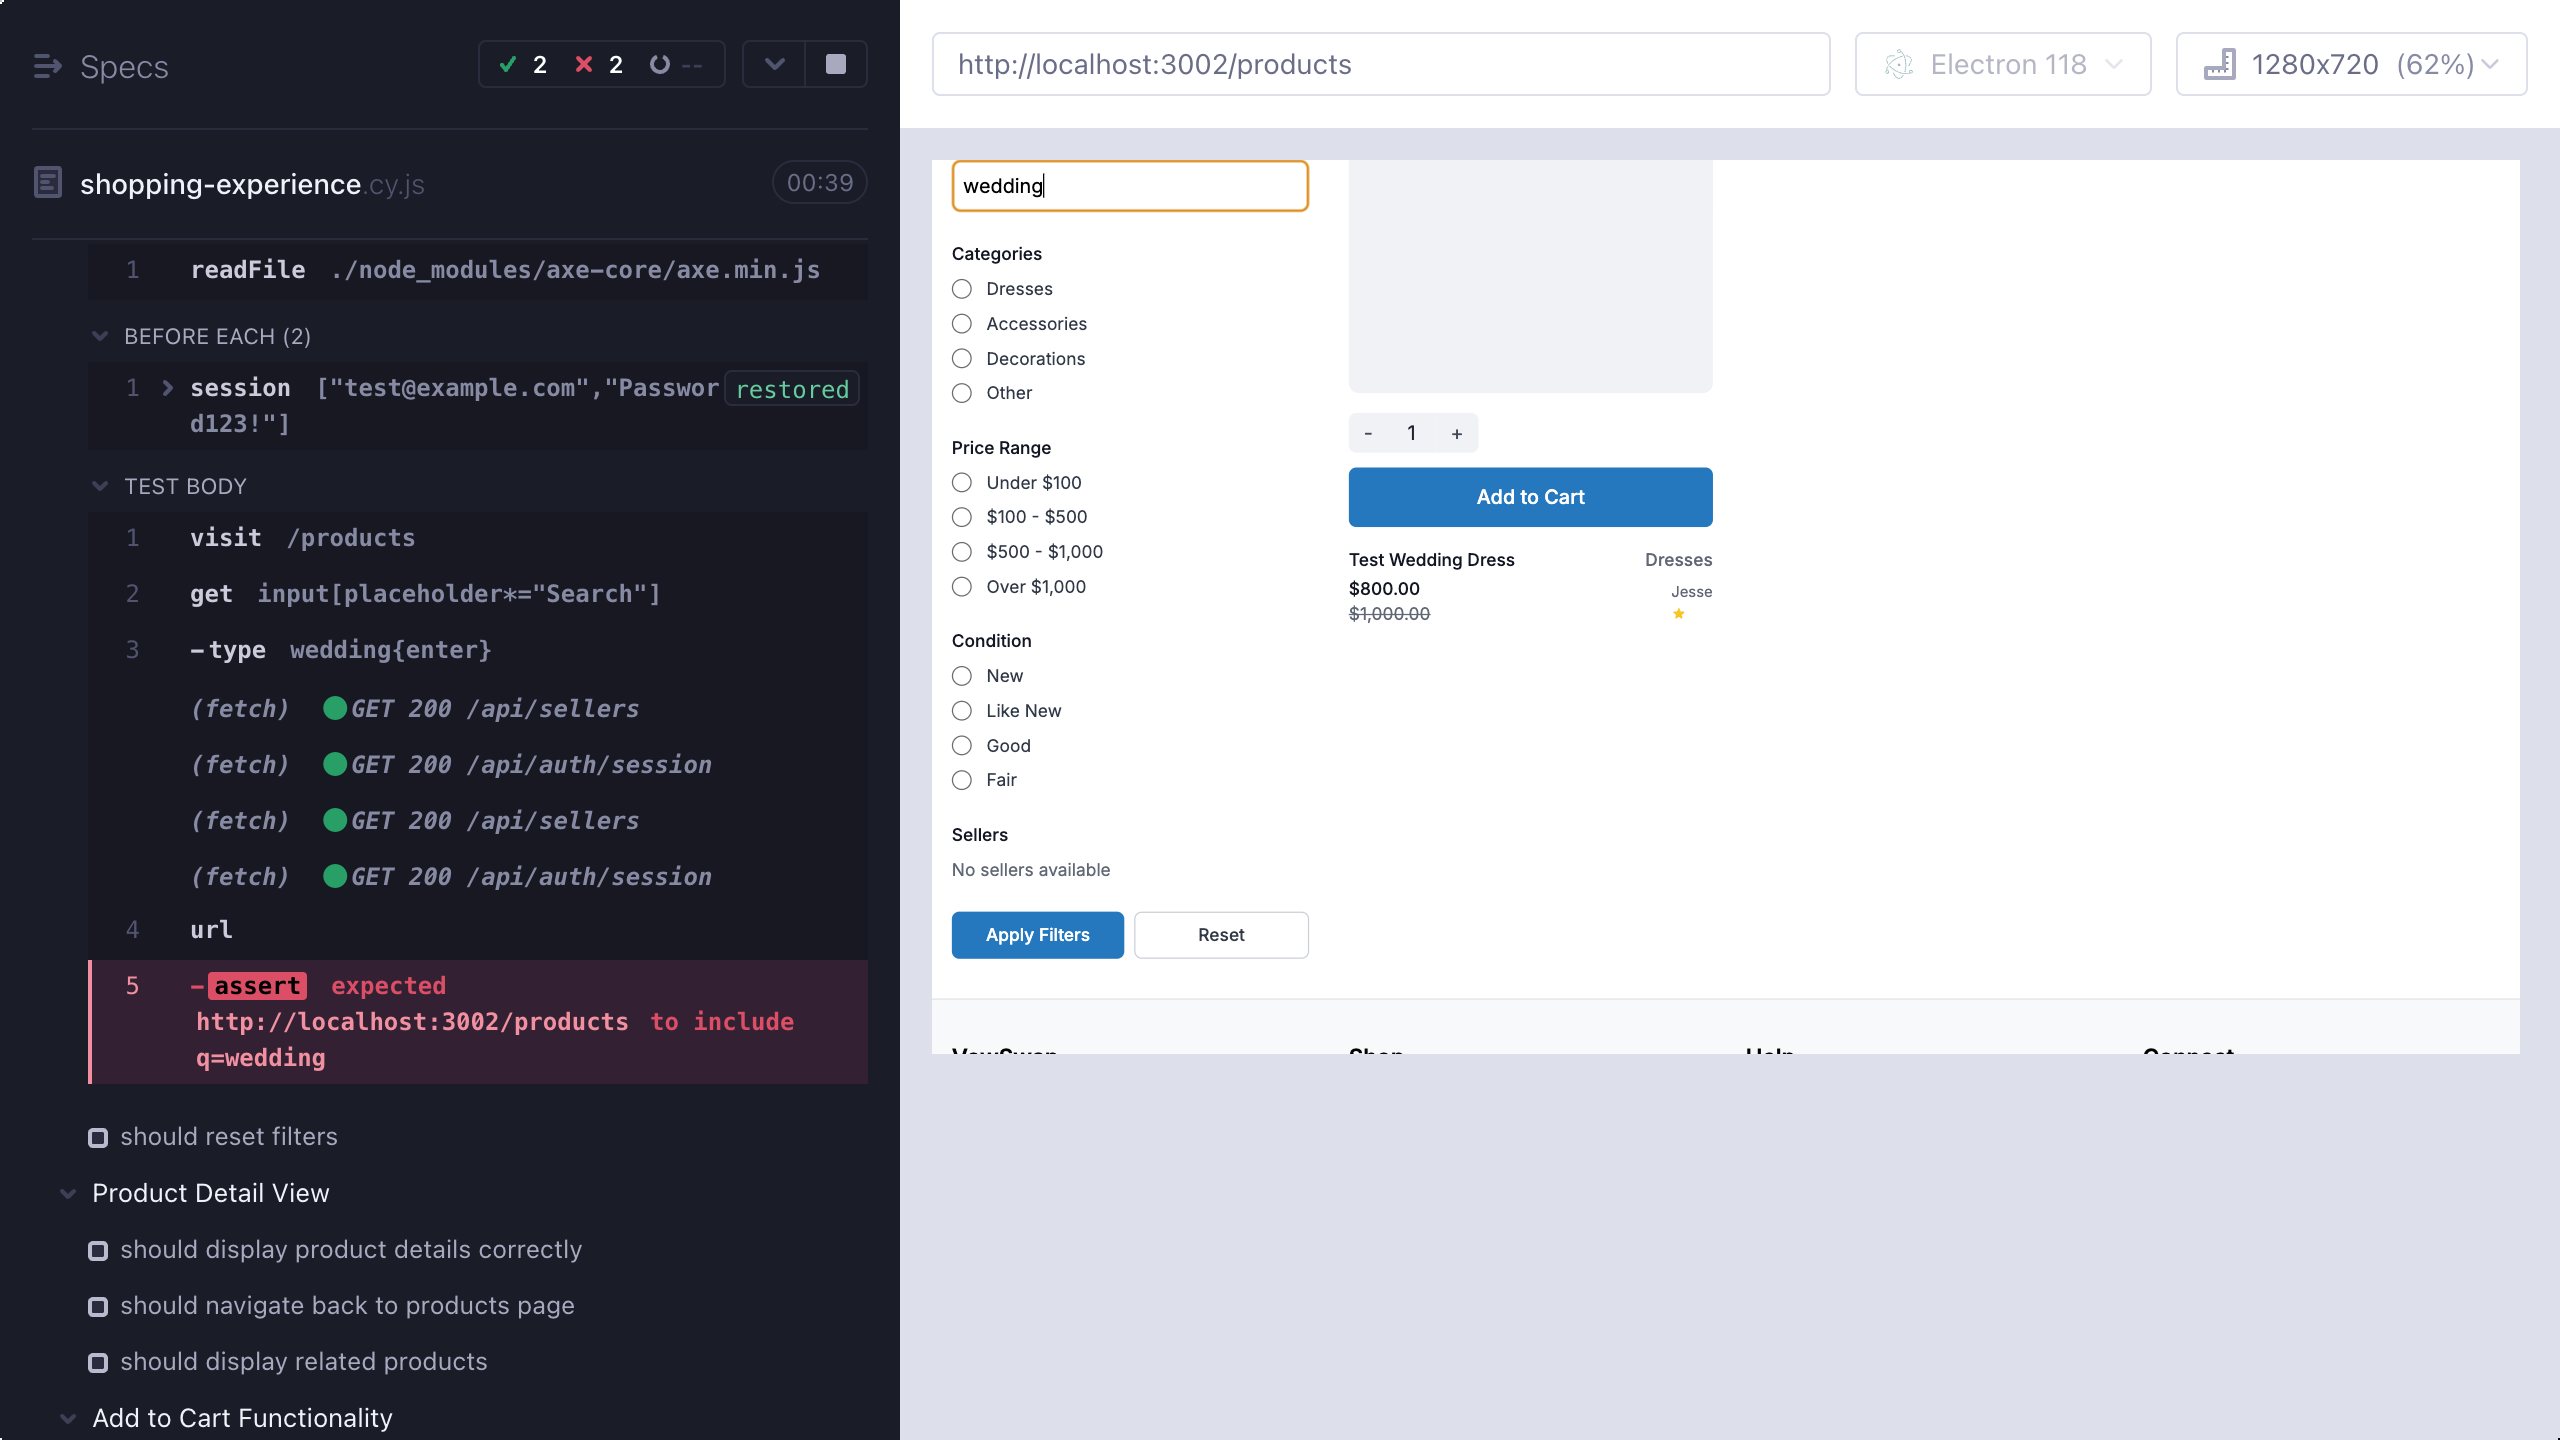 Specs
2 2 --
shopping-experience.cy.js 00:39
1 readFile ./node_modules/axe-core/axe.min.js
BEFORE EACH (2)
1 session ["test@example.com","Passwor restored
d123!"]
TEST BODY
1 visit /products
2 get input[placeholder*="Search"]
3 -type wedding{enter}
(fetch) GET 200 /api/sellers
(fetch) GET 200 /api/auth/session
(fetch) GET 200 /api/sellers
(fetch) GET 200 /api/auth/session
4 url
5 -assert expected
http://localhost:3002/products to include
q=wedding
should reset filters
Product Detail View
should display product details correctly
should navigate back to products page
should display related products
Add to Cart Functionality
http://localhost:3002/products
Electron 118
1280x720 (62%)
wedding
Categories
Dresses
Accessories
Decorations
Other
Price Range
Under $100
$100 - $500
$500 - $1,000
Over $1,000
Condition
New
Like New
Good
Fair
Sellers
No sellers available
Apply Filters Reset
- 1 +
Add to Cart
Test Wedding Dress Dresses
$800.00 Jesse
$1,000.00
VowSwap Shop Help Connect